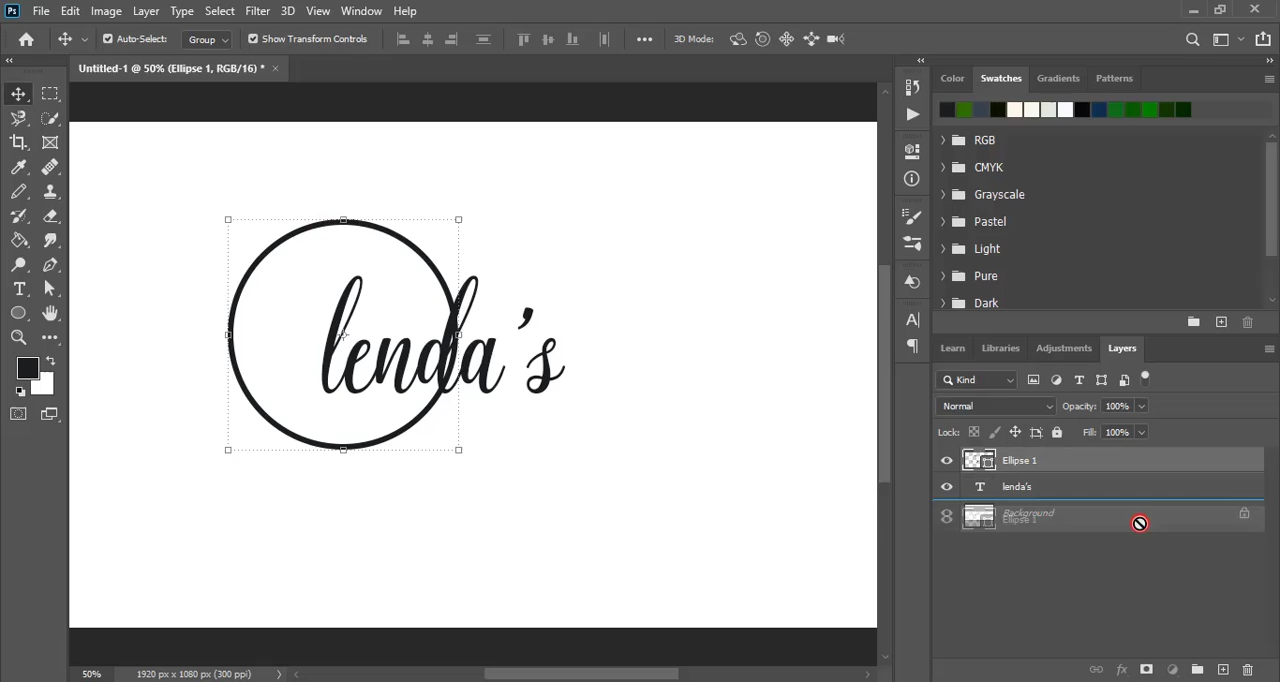 Ps File Edit Image Layer Type Select Filter 3D View Window Help
Auto-Select: Group Show Transform Controls 3D Mode:
Untitled-1 @ 50% (Ellipse 1, RGB/16) *
Color Swatches Gradients Patterns
RGB
CMYK
Grayscale
Pastel
Light
Pure
Dark
lenda's
Learn Libraries Adjustments Layers
Kind
Normal Opacity: 100%
Lock: Fill: 100%
Ellipse 1
T lenda's
Background
Ellipse 1
50% 1920 px x 1080 px (300 ppi)